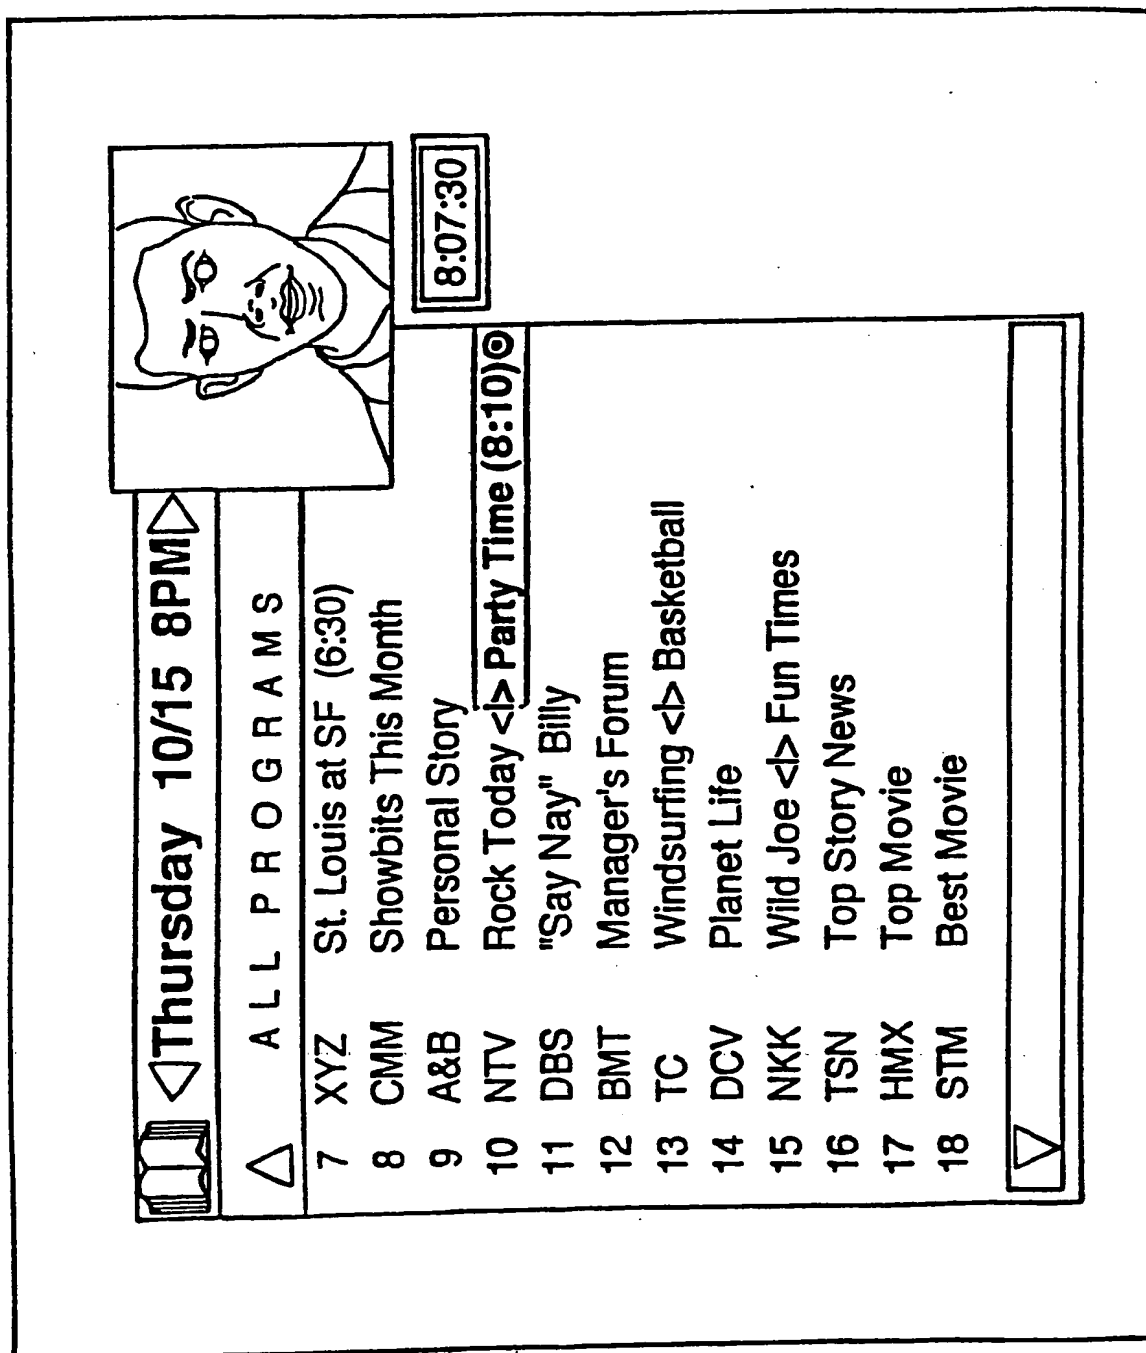 Thursday 10/15 8PM
ALL PROGRAMS
8:07:30
7 XYZ St. Louis at SF (6:30)
8 CMM Showbits This Month
9 A&B Personal Story
10 NTV Rock Today <|> Party Time (8:10)
11 DBS "Say Nay" Billy
12 BMT Manager's Forum
13 TC Windsurfing <|> Basketball
14 DCV Planet Life
15 NKK Wild Joe <|> Fun Times
16 TSN Top Story News
17 HMX Top Movie
18 STM Best Movie